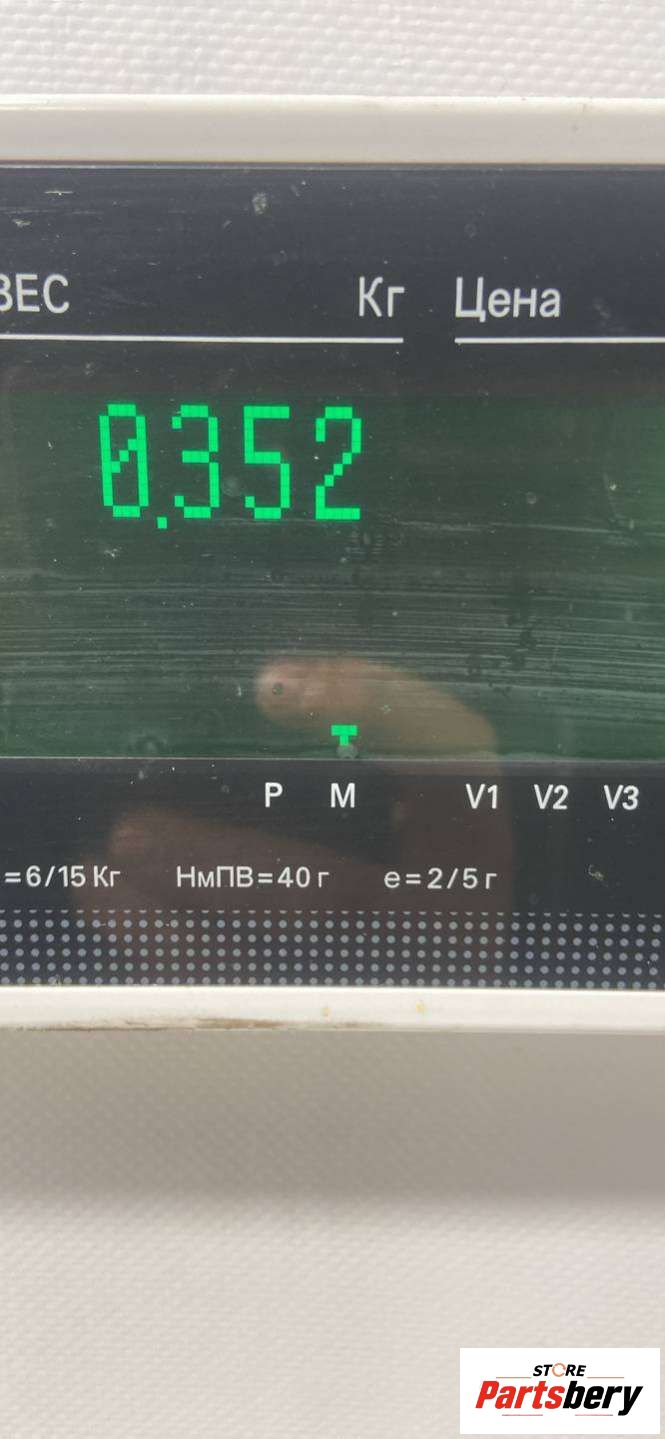 ВЕС Кг Цена
0.352
P M V1 V2 V3
=6/15 Кг НмПВ=40 г e=2/5 г
STORE
Partsbery